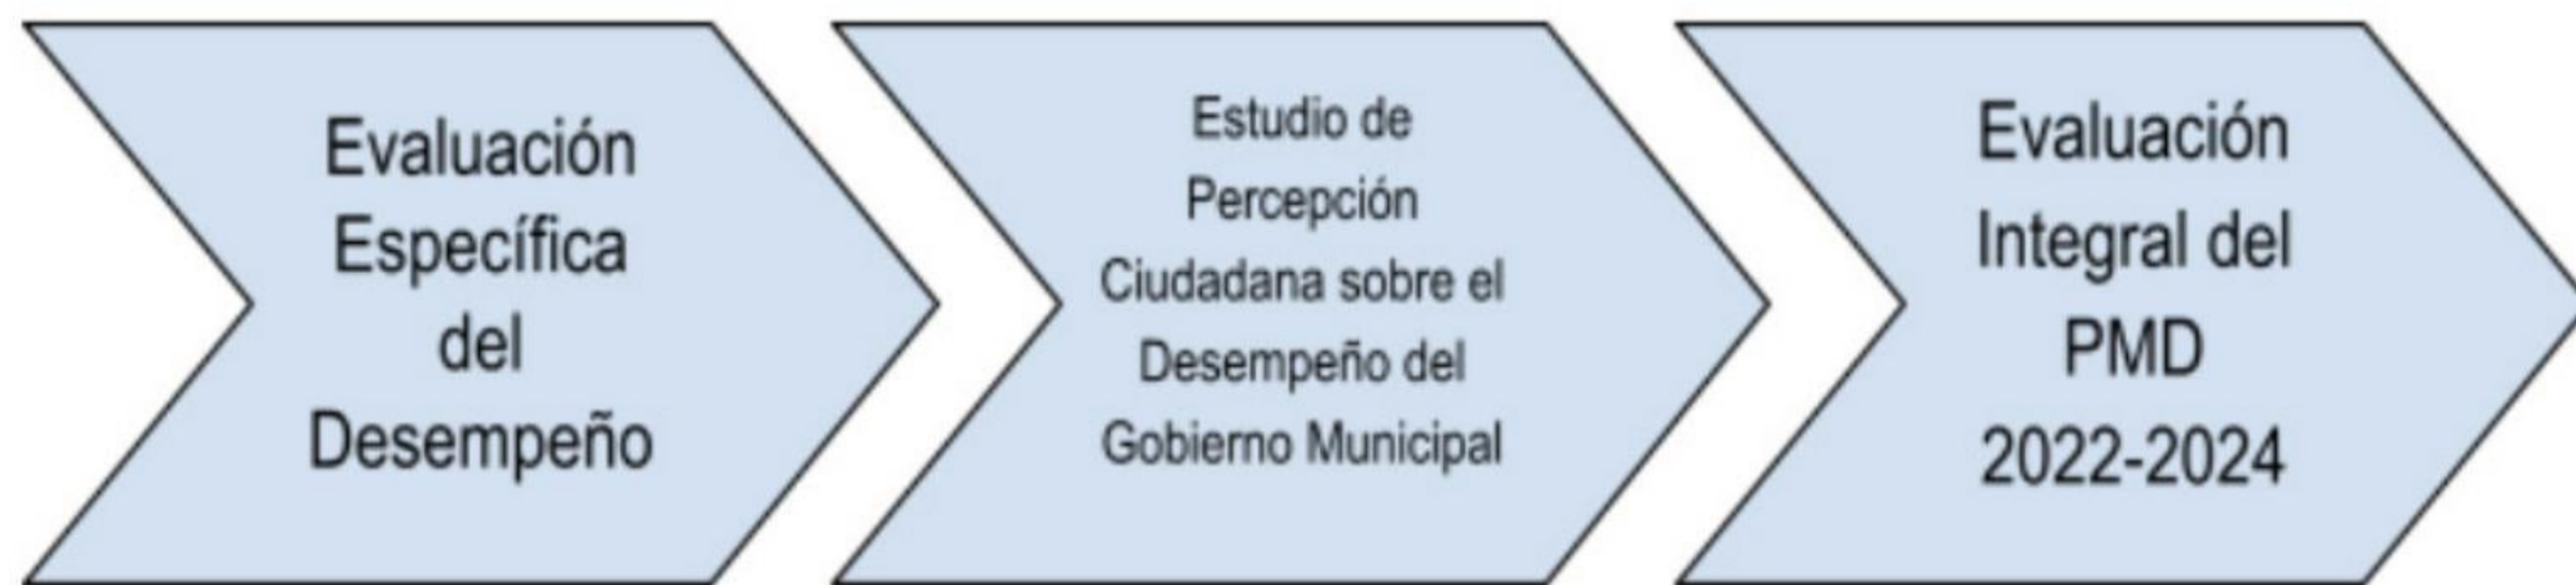 Evaluación
Específica
del
Desempeño
Estudio de
Percepción
Ciudadana sobre el
Desempeño del
Gobierno Municipal
Evaluación
Integral del
PMD
2022-2024